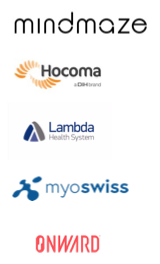 mindmaze
Hocoma
a DIH brand
Lambda
Health System
myoswiss
ONWARD